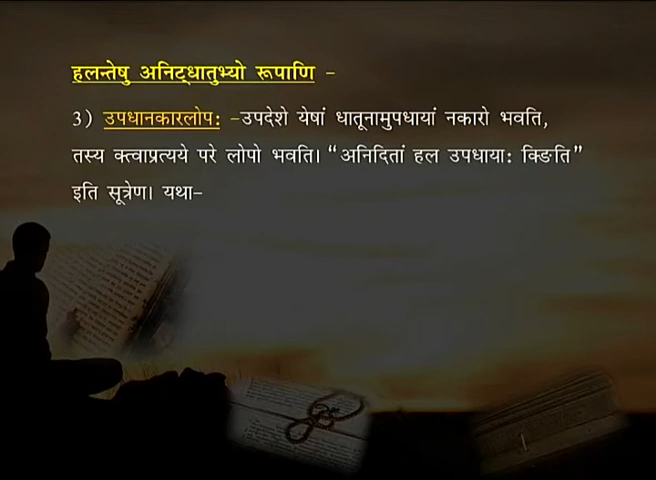 हलन्तेषु अनिट्धातुभ्यो रूपाणि –
3) उपधानकारलोप: –उपदेशे येषां धातूनामुपधायां नकारो भवति,
तस्य क्त्वाप्रत्यये परे लोपो भवति। “अनिदितां हल उपधाया: क्ङिति”
इति सूत्रेण। यथा–